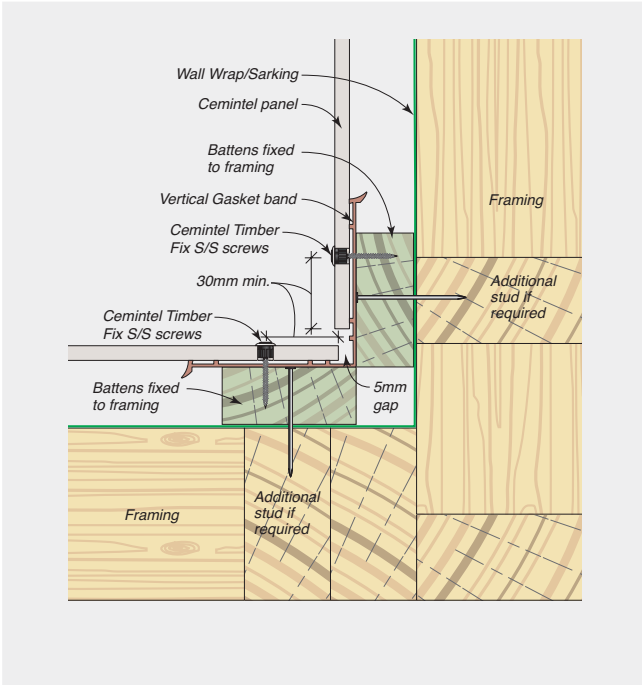 Wall Wrap/Sarking
Cemintel panel
Battens fixed
to framing
Vertical Gasket band
Framing
Cemintel Timber
Fix S/S screws
30mm min.
Additional
stud if
required
Cemintel Timber
Fix S/S screws
Battens fixed
to framing
5mm
gap
Framing
Additional
stud if
required